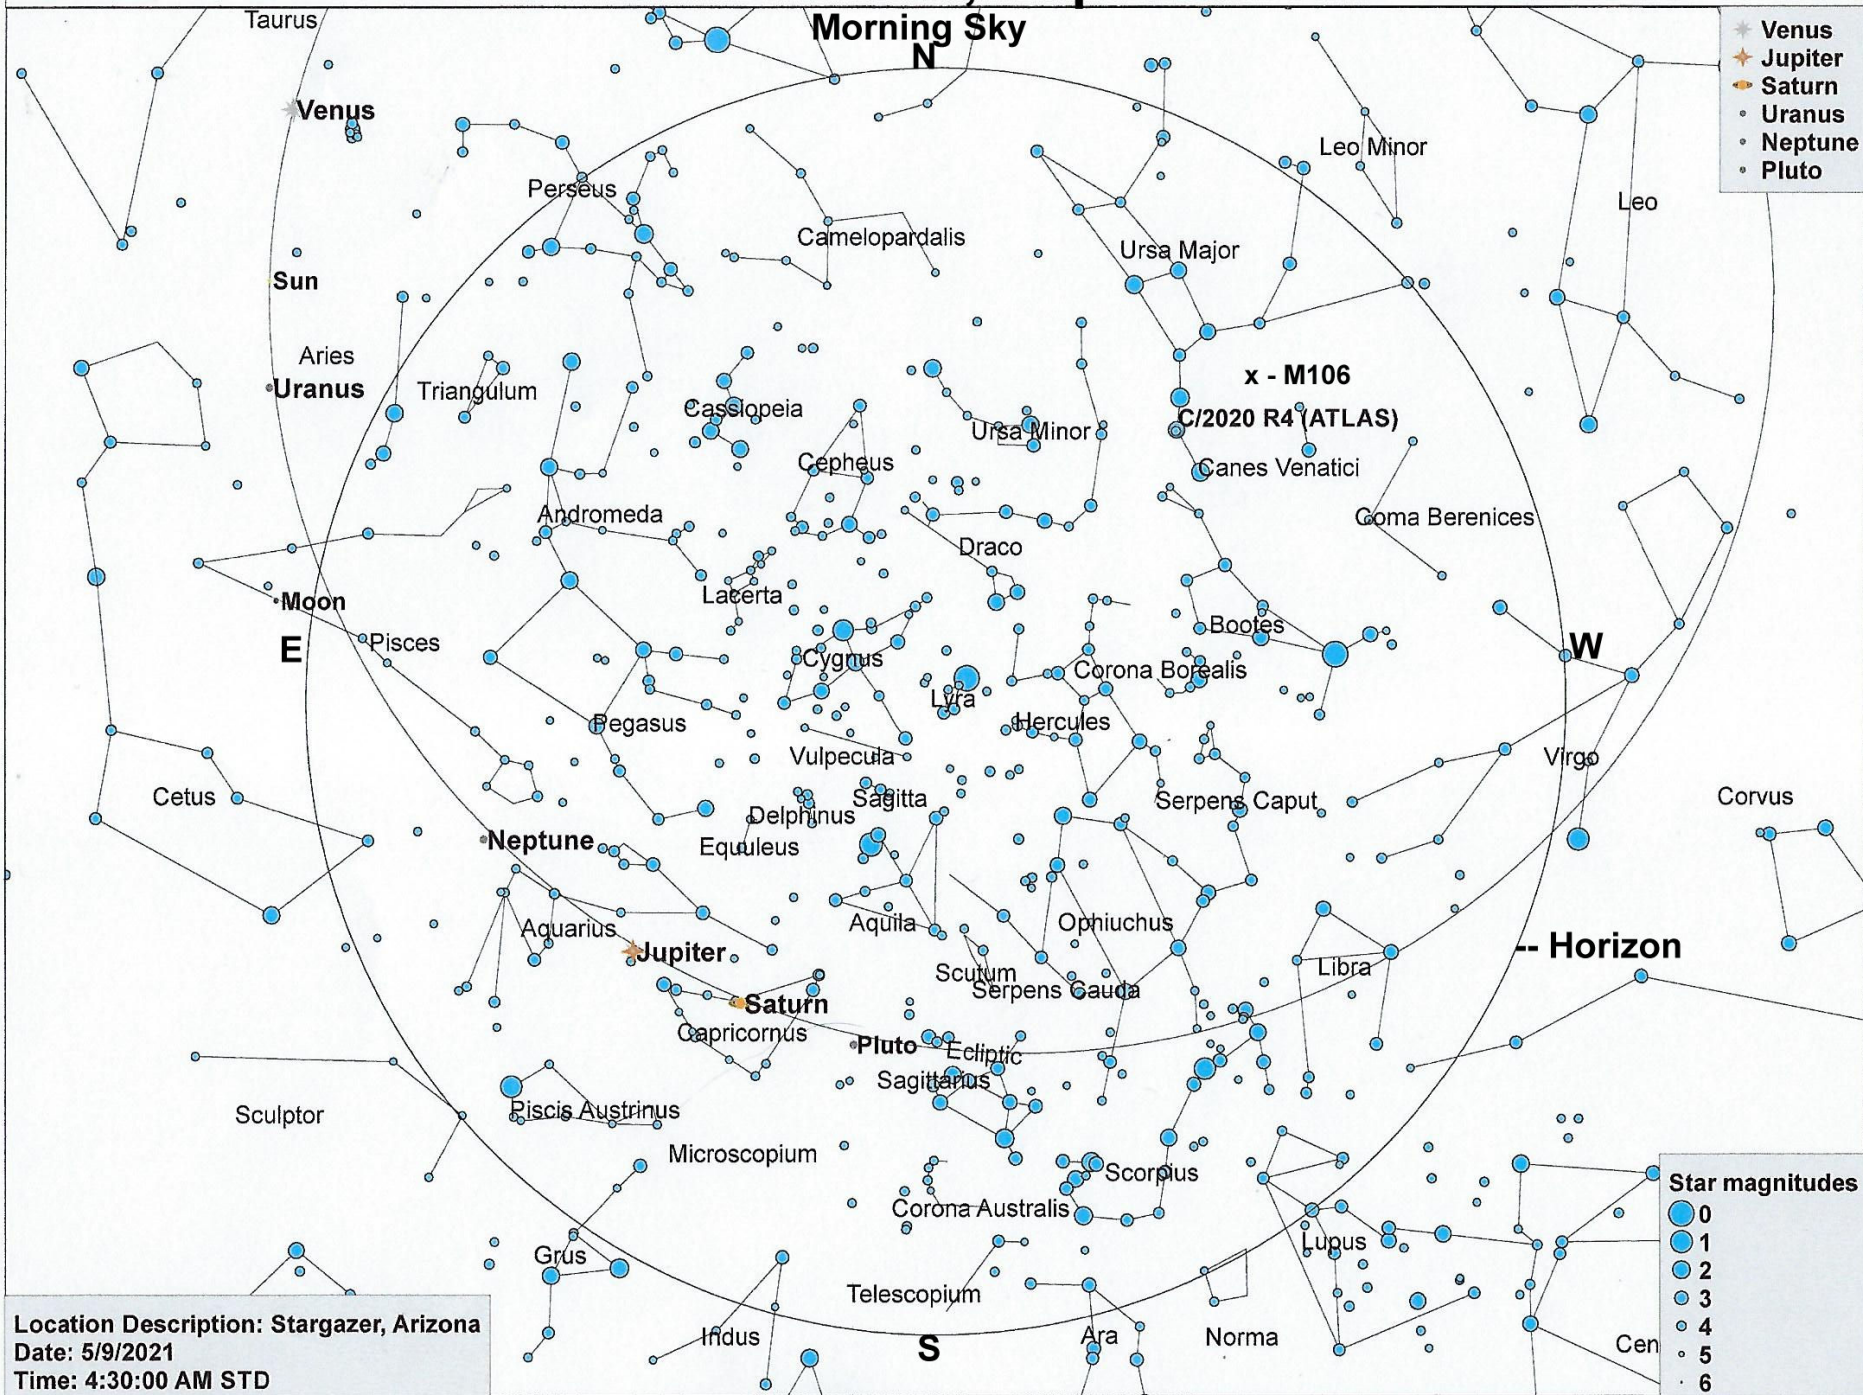 Morning Sky
N
Taurus
Venus
Jupiter
Saturn
Uranus
Neptune
Pluto
Venus
Leo Minor
Perseus
Leo
Camelopardalis
Ursa Major
Sun
Aries
Uranus
Triangulum
x - M106
Cassiopeia
C/2020 R4 (ATLAS)
Ursa Minor
Cepheus
Canes Venatici
Andromeda
Coma Berenices
Draco
Lacerta
Moon
Bootes
E
Pisces
W
Cygnus
Corona Borealis
Lyra
Pegasus
Hercules
Vulpecula
Virgo
Cetus
Sagitta
Serpens Caput
Corvus
Delphinus
Neptune
Equuleus
Aquarius
Aquila
Ophiuchus
Jupiter
-- Horizon
Scutum
Libra
Serpens Cauda
Saturn
Capricornus
Pluto
Ecliptic
Sagittarius
Sculptor
Piscis Austrinus
Microscopium
Scorpius
Corona Australis
Star magnitudes
0
1
2
3
4
5
6
Lupus
Grus
Telescopium
Indus
S
Ara
Norma
Cen
Location Description: Stargazer, Arizona
Date: 5/9/2021
Time: 4:30:00 AM STD